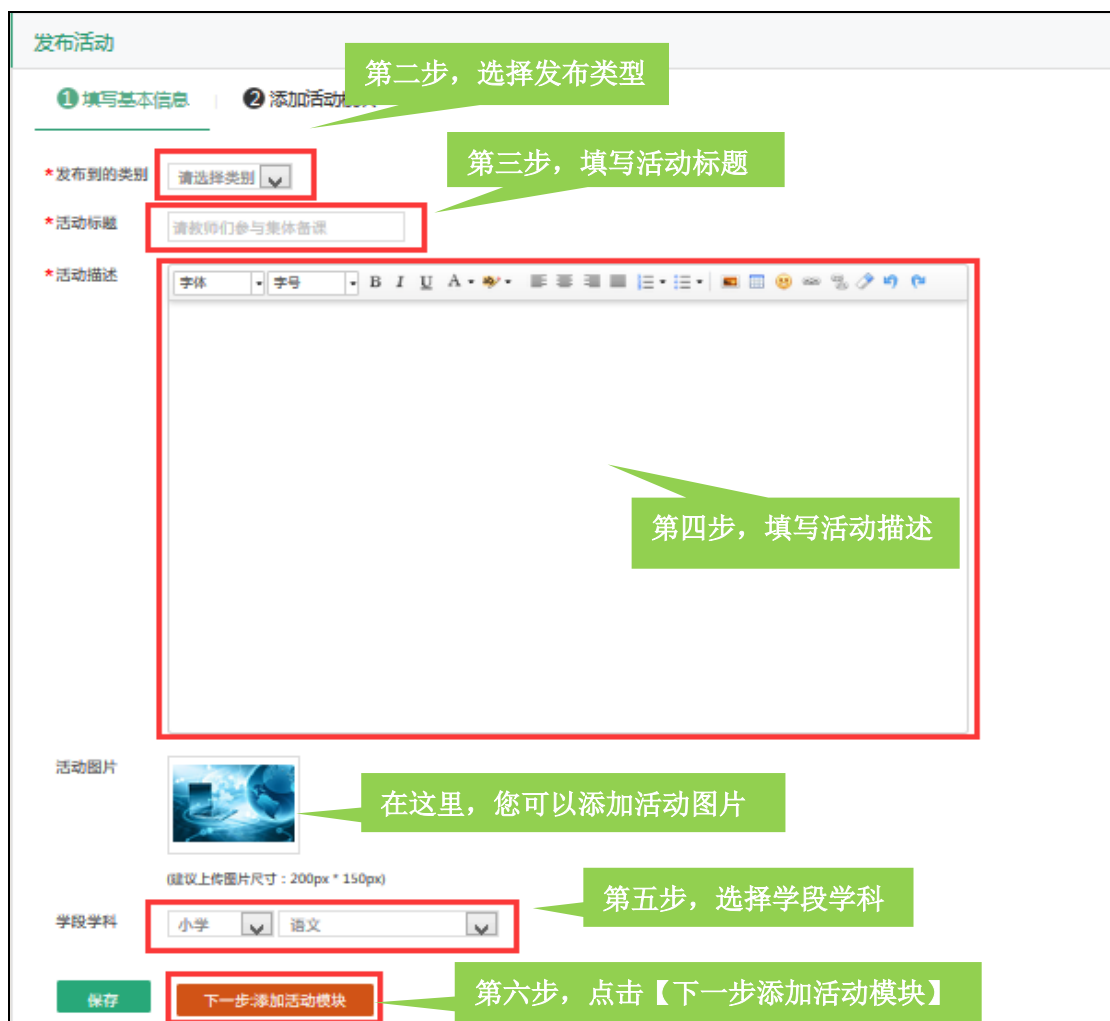 发布活动
第二步，选择发布类型
❶填写基本信息
❷添加活动模块
第三步，填写活动标题
*发布到的类别
请选择类别
*活动标题
请教师们参与集体备课
*活动描述
字体 字号 B I U A
第四步，填写活动描述
活动图片
在这里，您可以添加活动图片
(建议上传图片尺寸：200px * 150px)
第五步，选择学段学科
学段学科
小学 语文
保存
下一步:添加活动模块
第六步，点击【下一步添加活动模块】